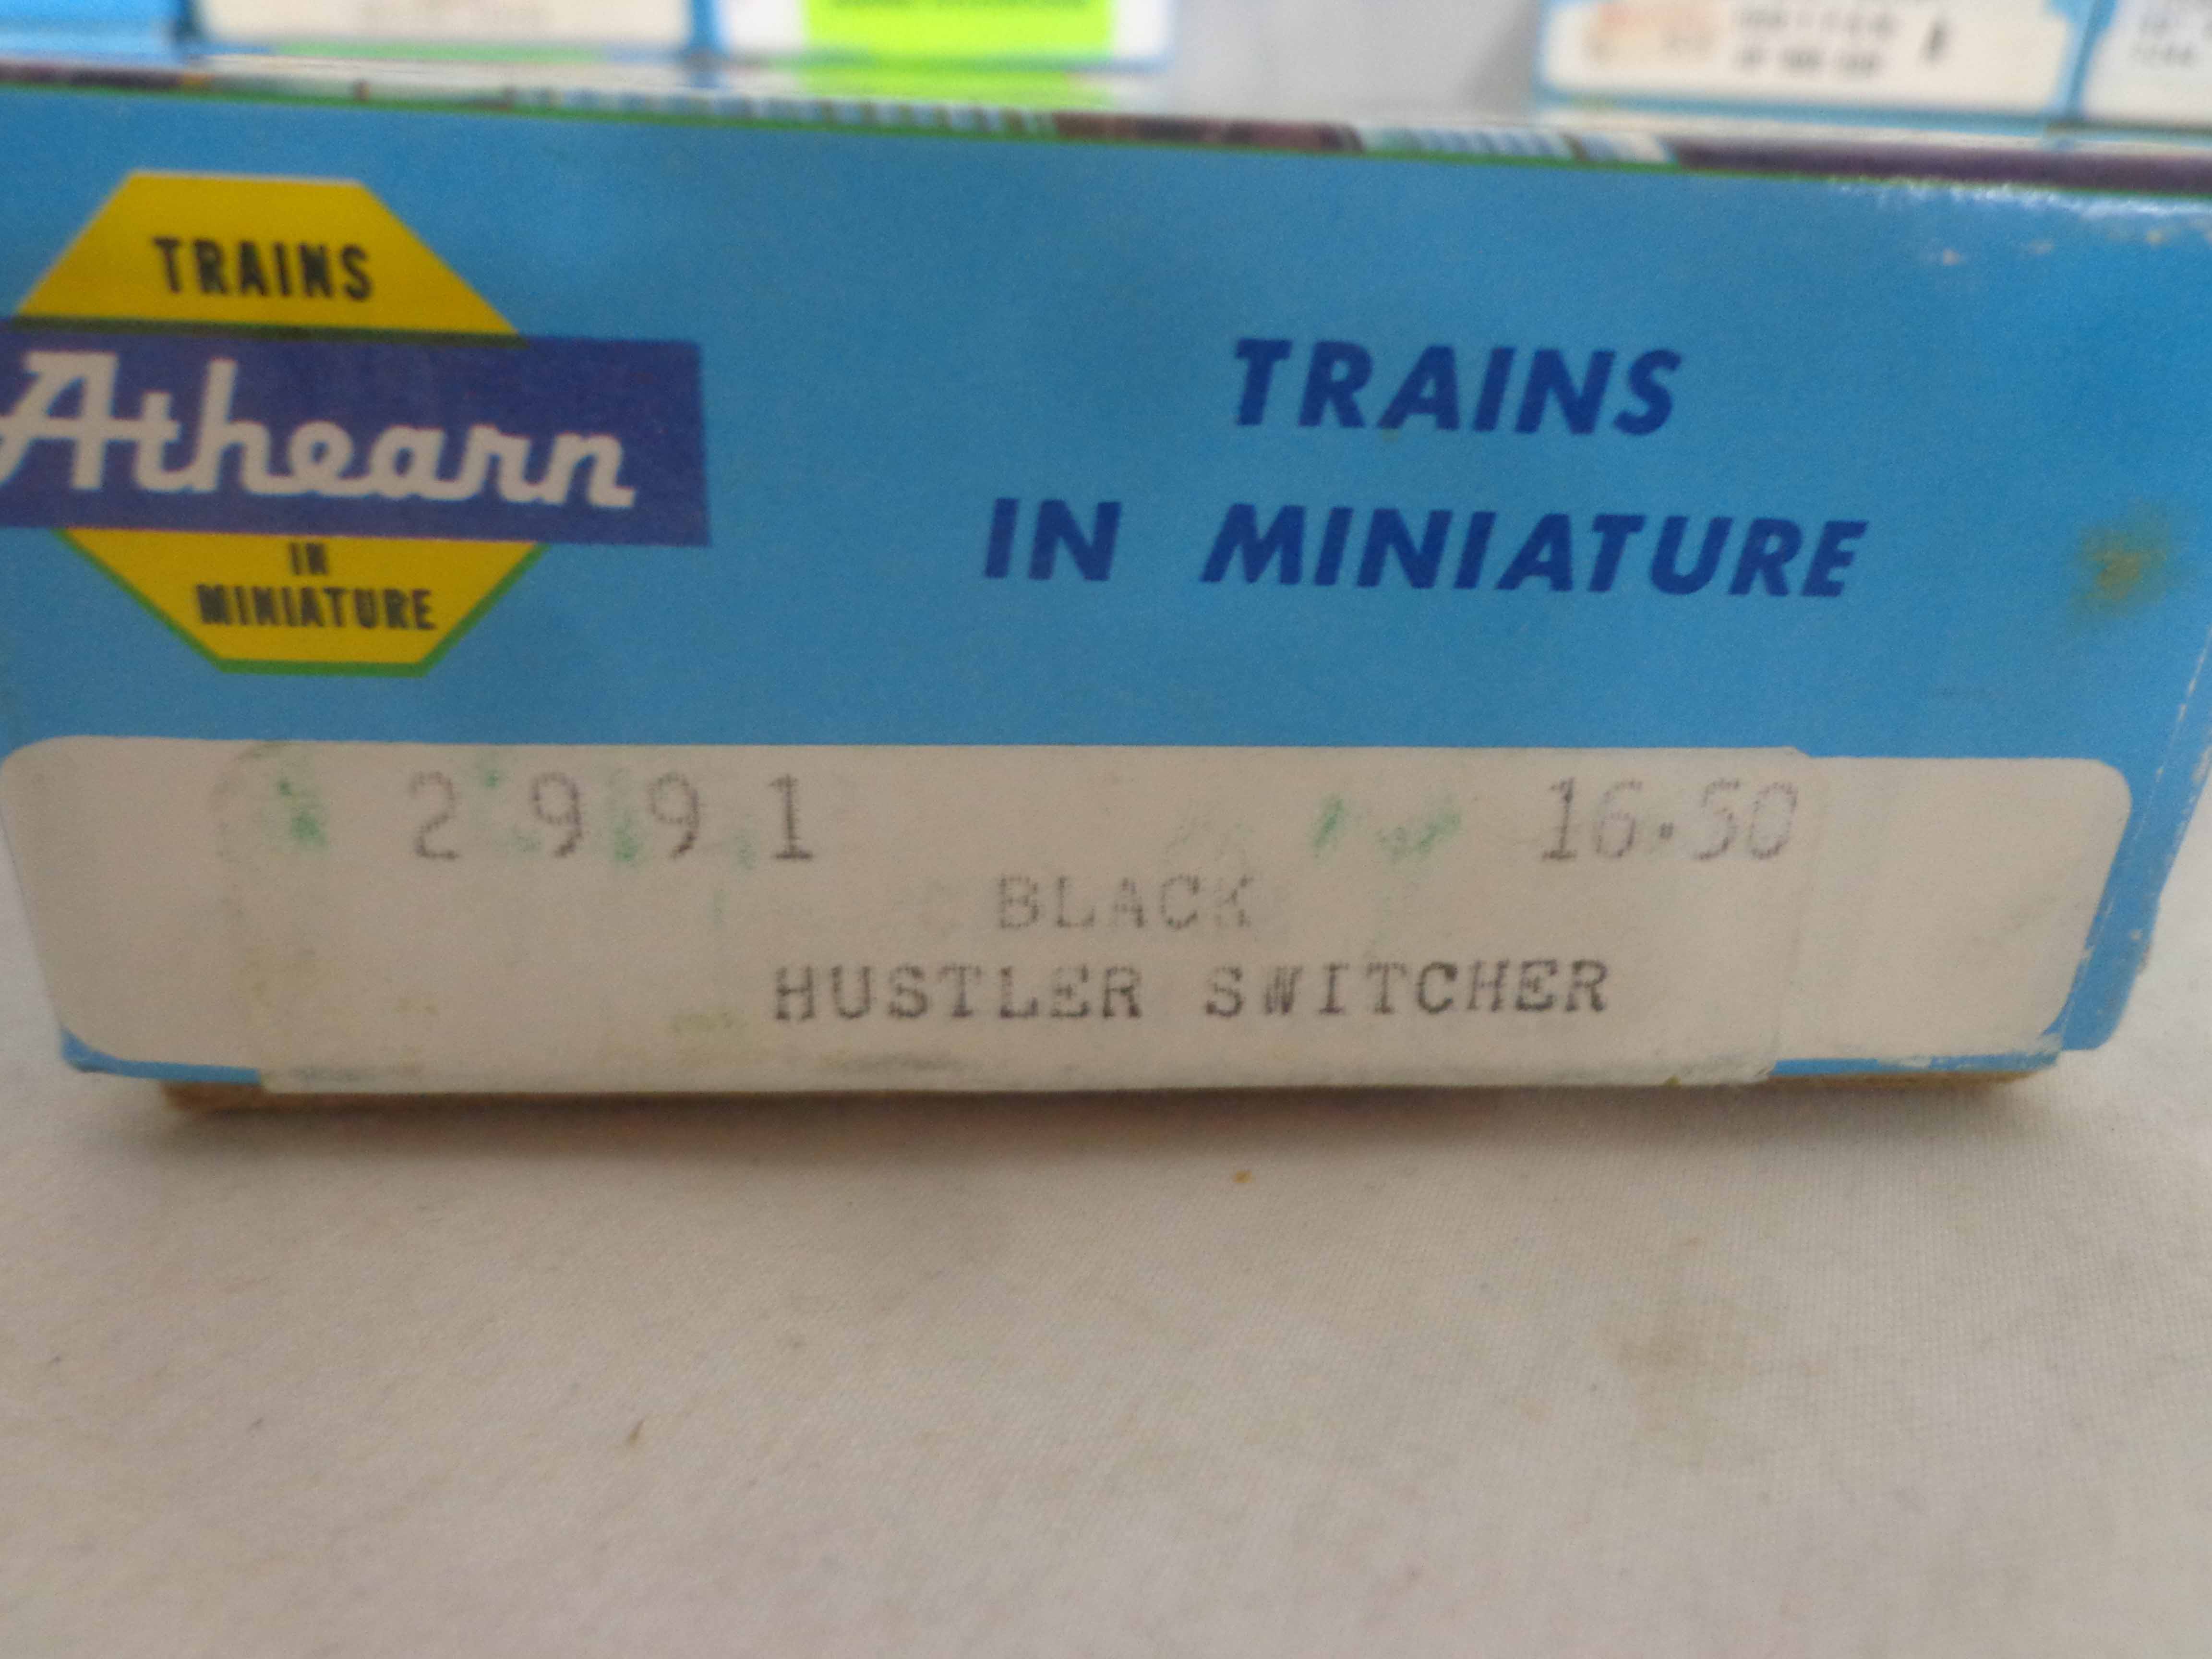 TRAINS
Athearn
IN
MINIATURE
TRAINS
IN MINIATURE
2991 16.50
BLACK
HUSTLER SWITCHER